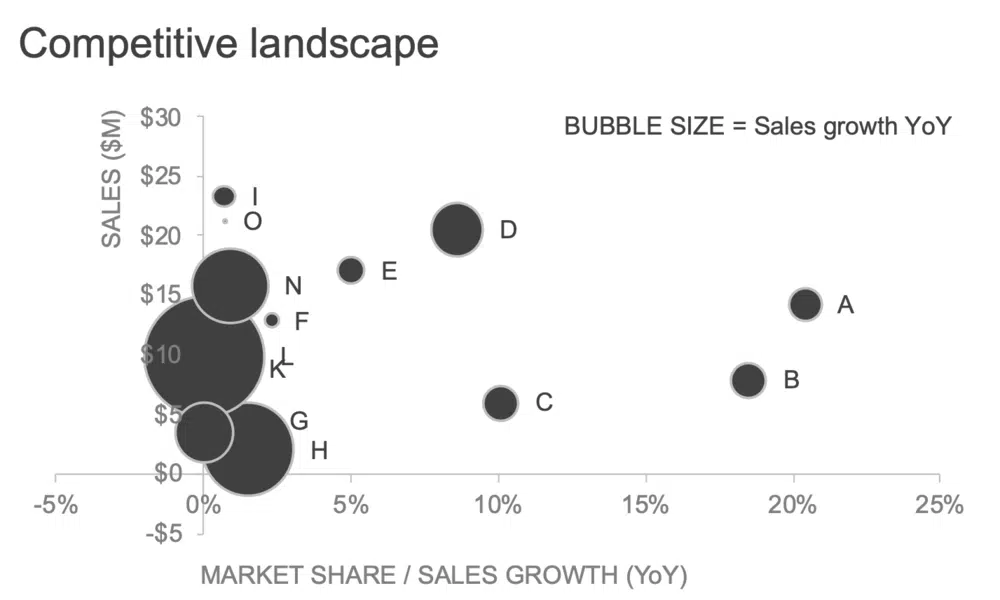 Competitive landscape
BUBBLE SIZE = Sales growth YoY
SALES ($M)
$30
$25
$20
$15
$10
$5
$0
-$5
I
O
D
E
N
A
F
L
K
B
C
G
H
-5%
0%
5%
10%
15%
20%
25%
MARKET SHARE / SALES GROWTH (YoY)